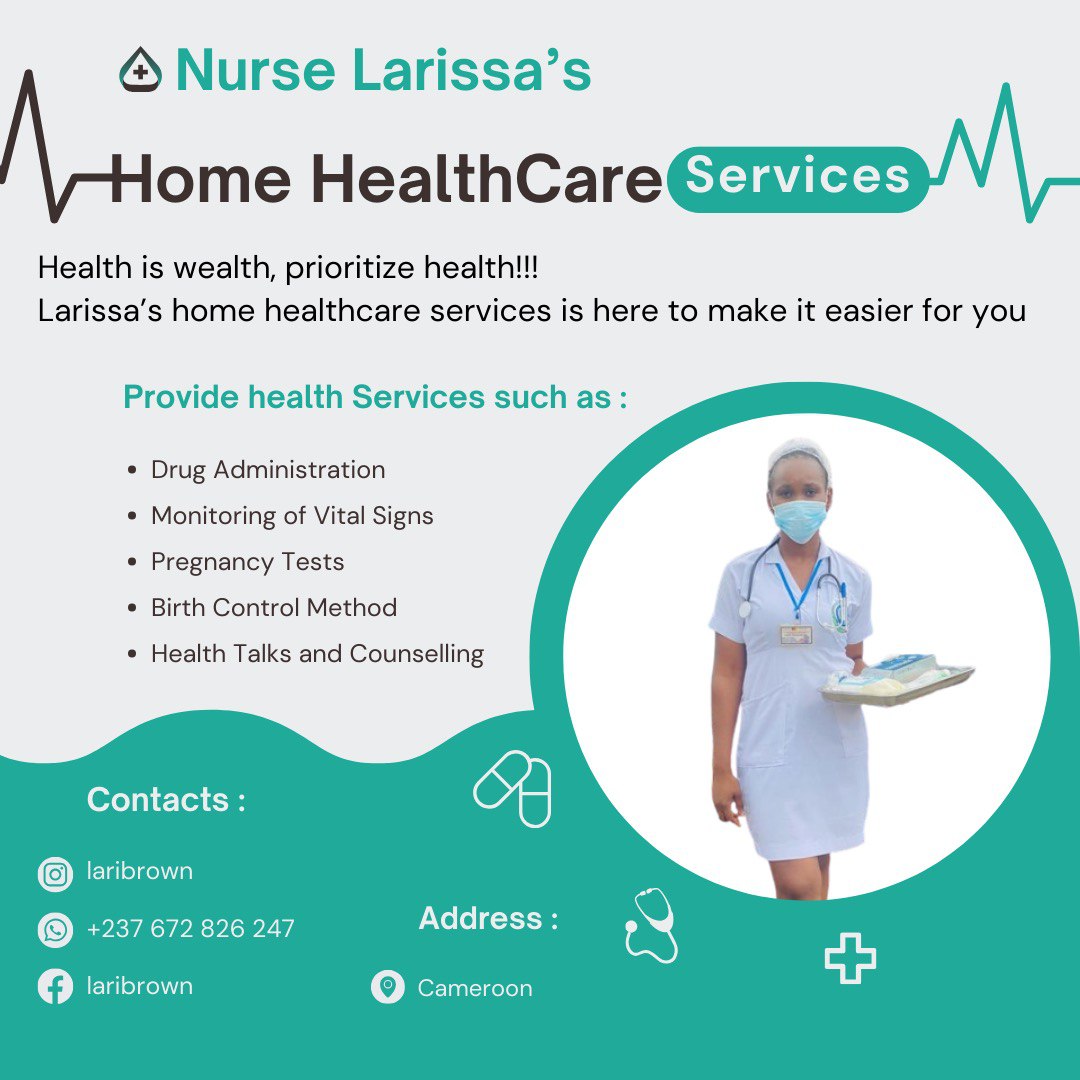 Nurse Larissa’s
Home HealthCare Services
Health is wealth, prioritize health!!!
Larissa’s home healthcare services is here to make it easier for you
Provide health Services such as :
• Drug Administration
• Monitoring of Vital Signs
• Pregnancy Tests
• Birth Control Method
• Health Talks and Counselling
Contacts :
laribrown
+237 672 826 247
laribrown
Address :
Cameroon